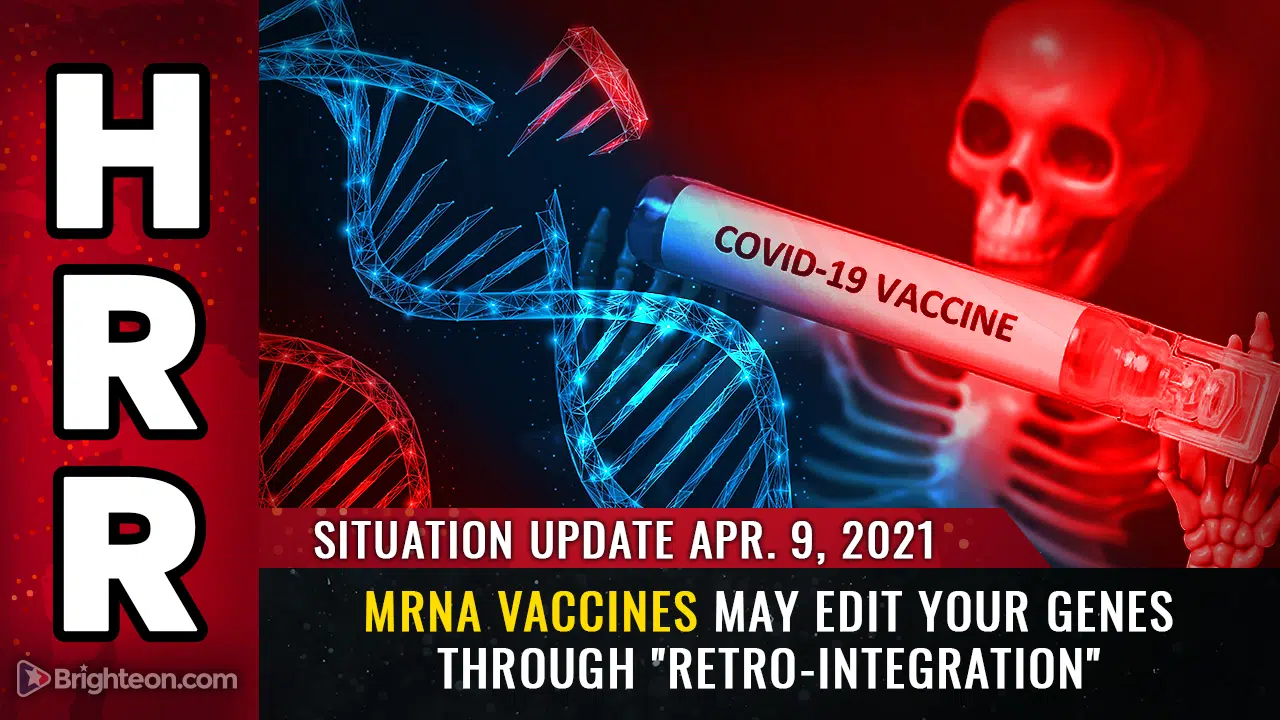 HRR
COVID-19 VACCINE
SITUATION UPDATE APR. 9, 2021
MRNA VACCINES MAY EDIT YOUR GENES
THROUGH "RETRO-INTEGRATION"
Brighteon.com